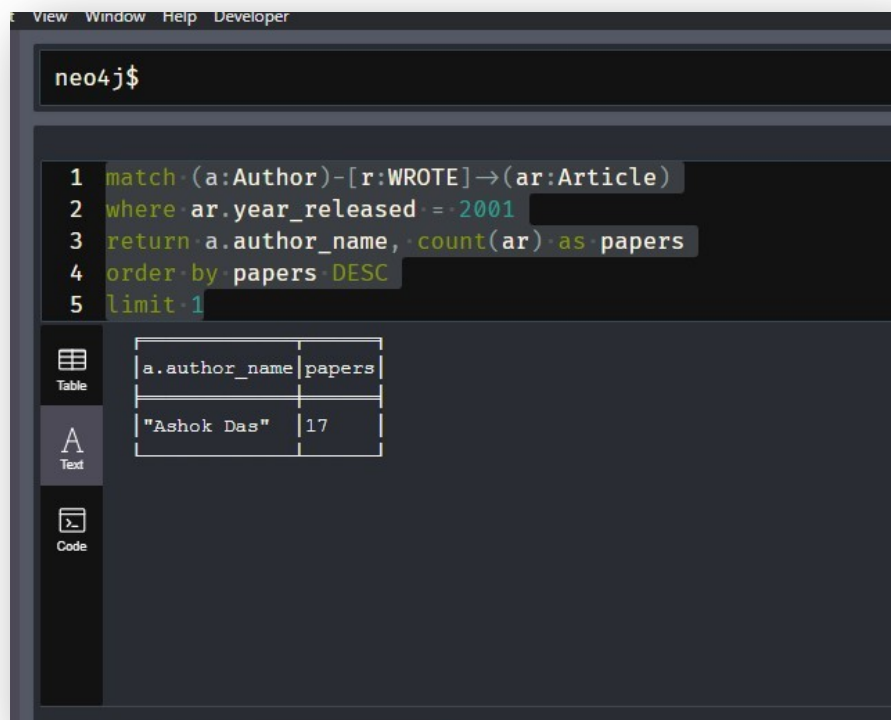 View Window Help Developer
neo4j$
1 match (a:Author)-[r:WROTE]→(ar:Article)
2 where ar.year_released = 2001
3 return a.author_name, count(ar) as papers
4 order by papers DESC
5 limit 1
Table
a.author_name papers
"Ashok Das" 17
Text
Code